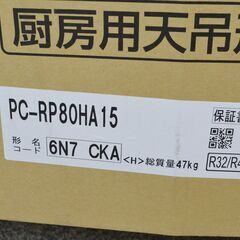 厨房用天吊
PC-RP80HA15
保証書
形名
コード 6N7 CKA
<H>総質量47kg
R32/R4